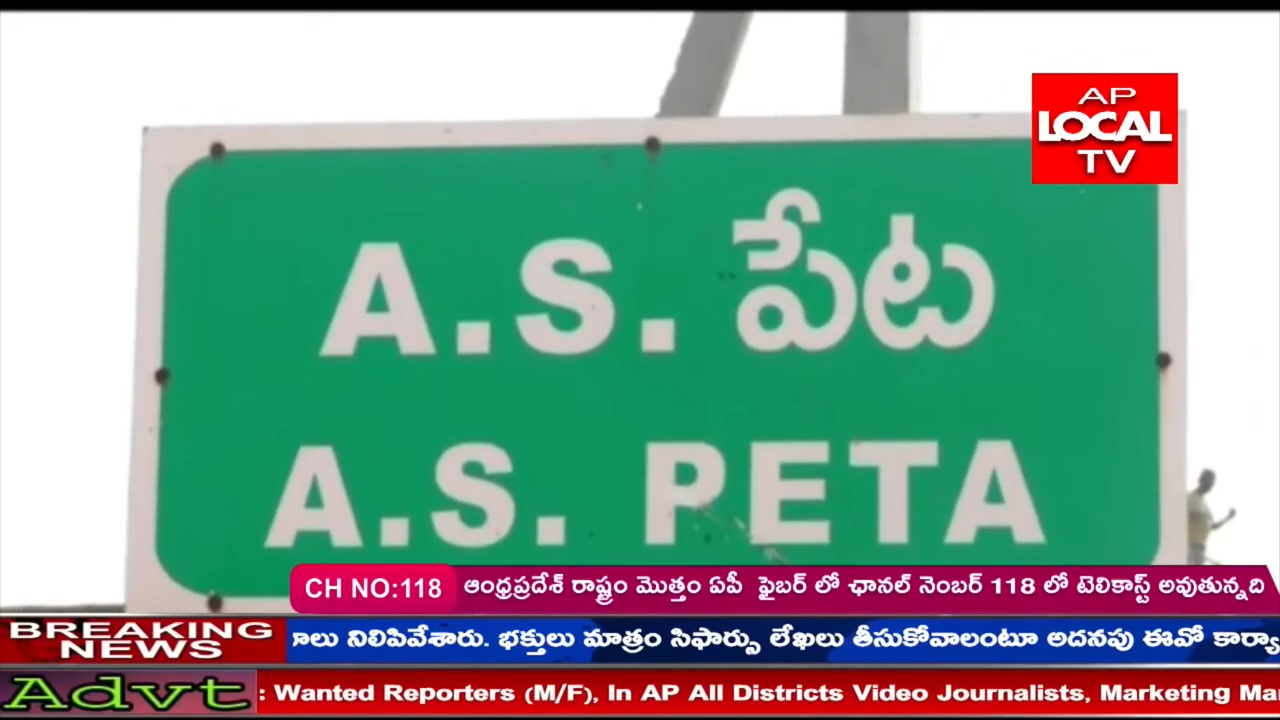 AP
LOCAL
TV
A.S. పేట
A.S. PETA
CH NO:118 ఆంధ్రప్రదేశ్ రాష్ట్రం మొత్తం ఏపీ ఫైబర్ లో ఛానల్ నెంబర్ 118 లో టెలికాస్ట్ అవుతున్నది
BREAKING NEWS
నిలిపివేశారు. భక్తులు మాత్రం సిఫార్సు లేఖలు తీసుకోవాలంటూ అదనపు ఈవో
Advt : Wanted Reporters (M/F), In AP All Districts Video Journalists, Marketing